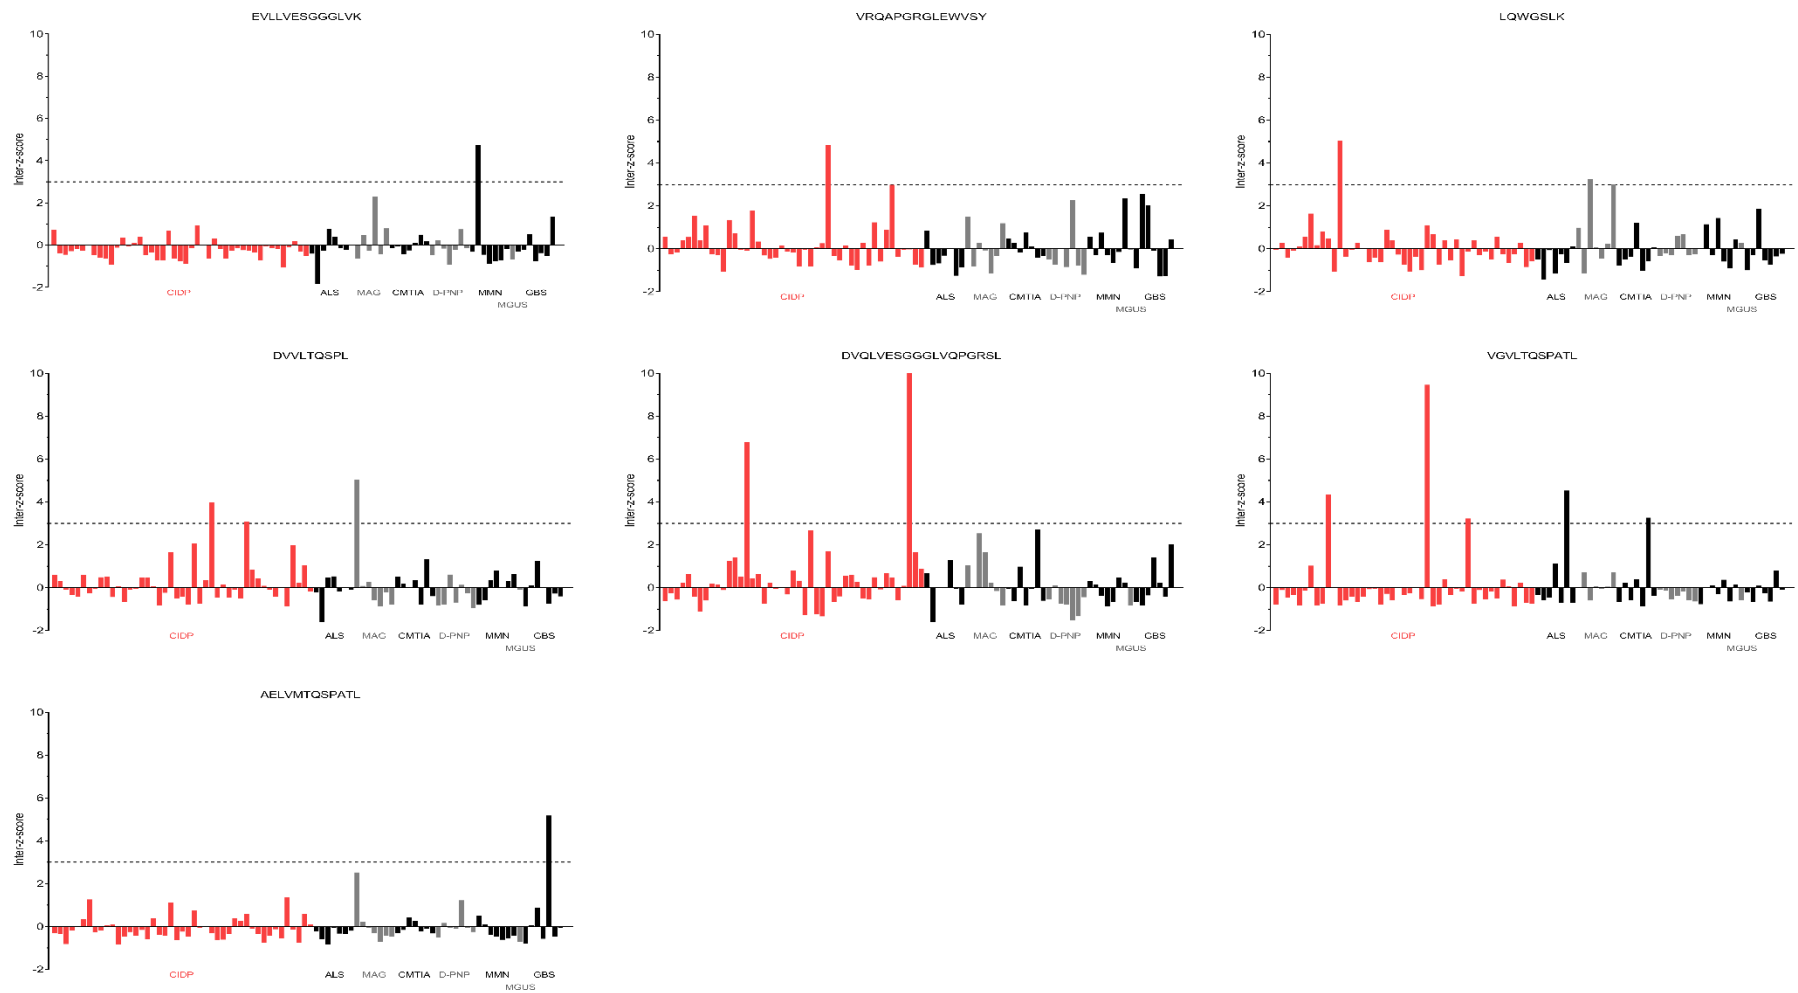 EVLLVESGGGLVK
10
8
6
4
2
0
-2
Inter-z-score
CIDP
ALS
MAG
CMTIA
D-PNP
MMN
GBS
MGUS
VRQAPGRGLEWVSY
10
8
6
4
2
0
-2
Inter-z-score
CIDP
ALS
MAG
CMTIA
D-PNP
MMN
GBS
MGUS
LQWGSLK
10
8
6
4
2
0
-2
Inter-z-score
CIDP
ALS
MAG
CMTIA
D-PNP
MMN
GBS
MGUS
DVVLTQSPL
10
8
6
4
2
0
-2
Inter-z-score
CIDP
ALS
MAG
CMTIA
D-PNP
MMN
GBS
MGUS
DVQLVESGGGLVQPGRSL
10
8
6
4
2
0
-2
Inter-z-score
CIDP
ALS
MAG
CMTIA
D-PNP
MMN
GBS
MGUS
VGVLTQSPATL
10
8
6
4
2
0
-2
Inter-z-score
CIDP
ALS
MAG
CMTIA
D-PNP
MMN
GBS
MGUS
AELVMTQSPATL
10
8
6
4
2
0
-2
Inter-z-score
CIDP
ALS
MAG
CMTIA
D-PNP
MMN
GBS
MGUS